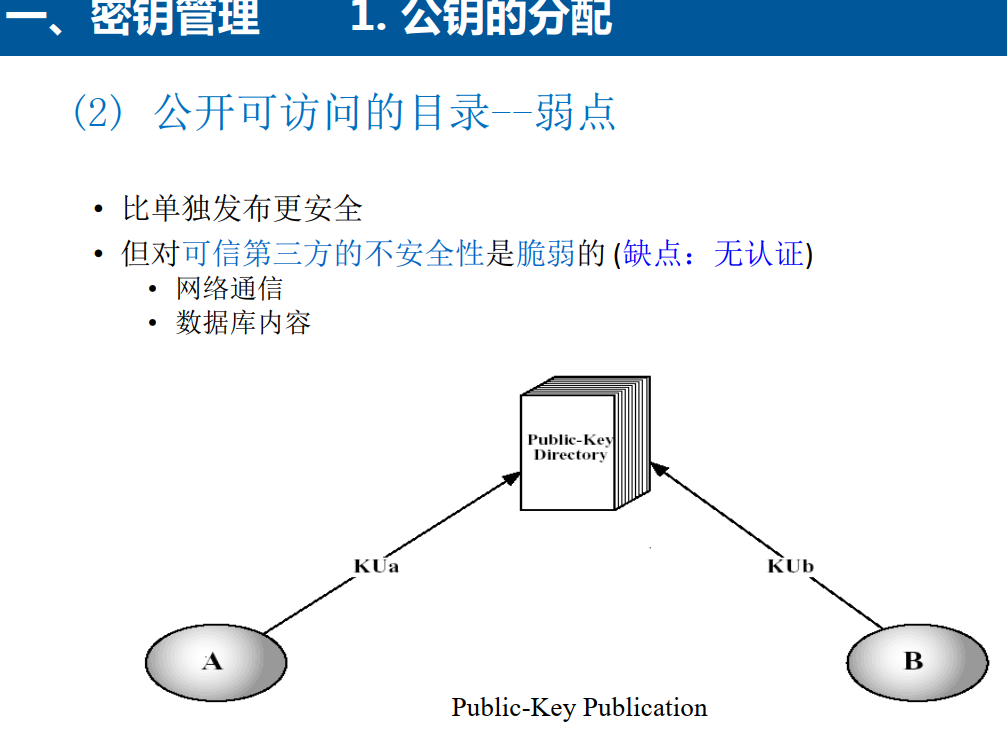 一、密钥管理 1. 公钥的分配
(2) 公开可访问的目录--弱点
• 比单独发布更安全
• 但对可信第三方的不安全性是脆弱的 (缺点：无认证)
• 网络通信
• 数据库内容
Public-Key
Directory
KUa
KUb
A
B
Public-Key Publication